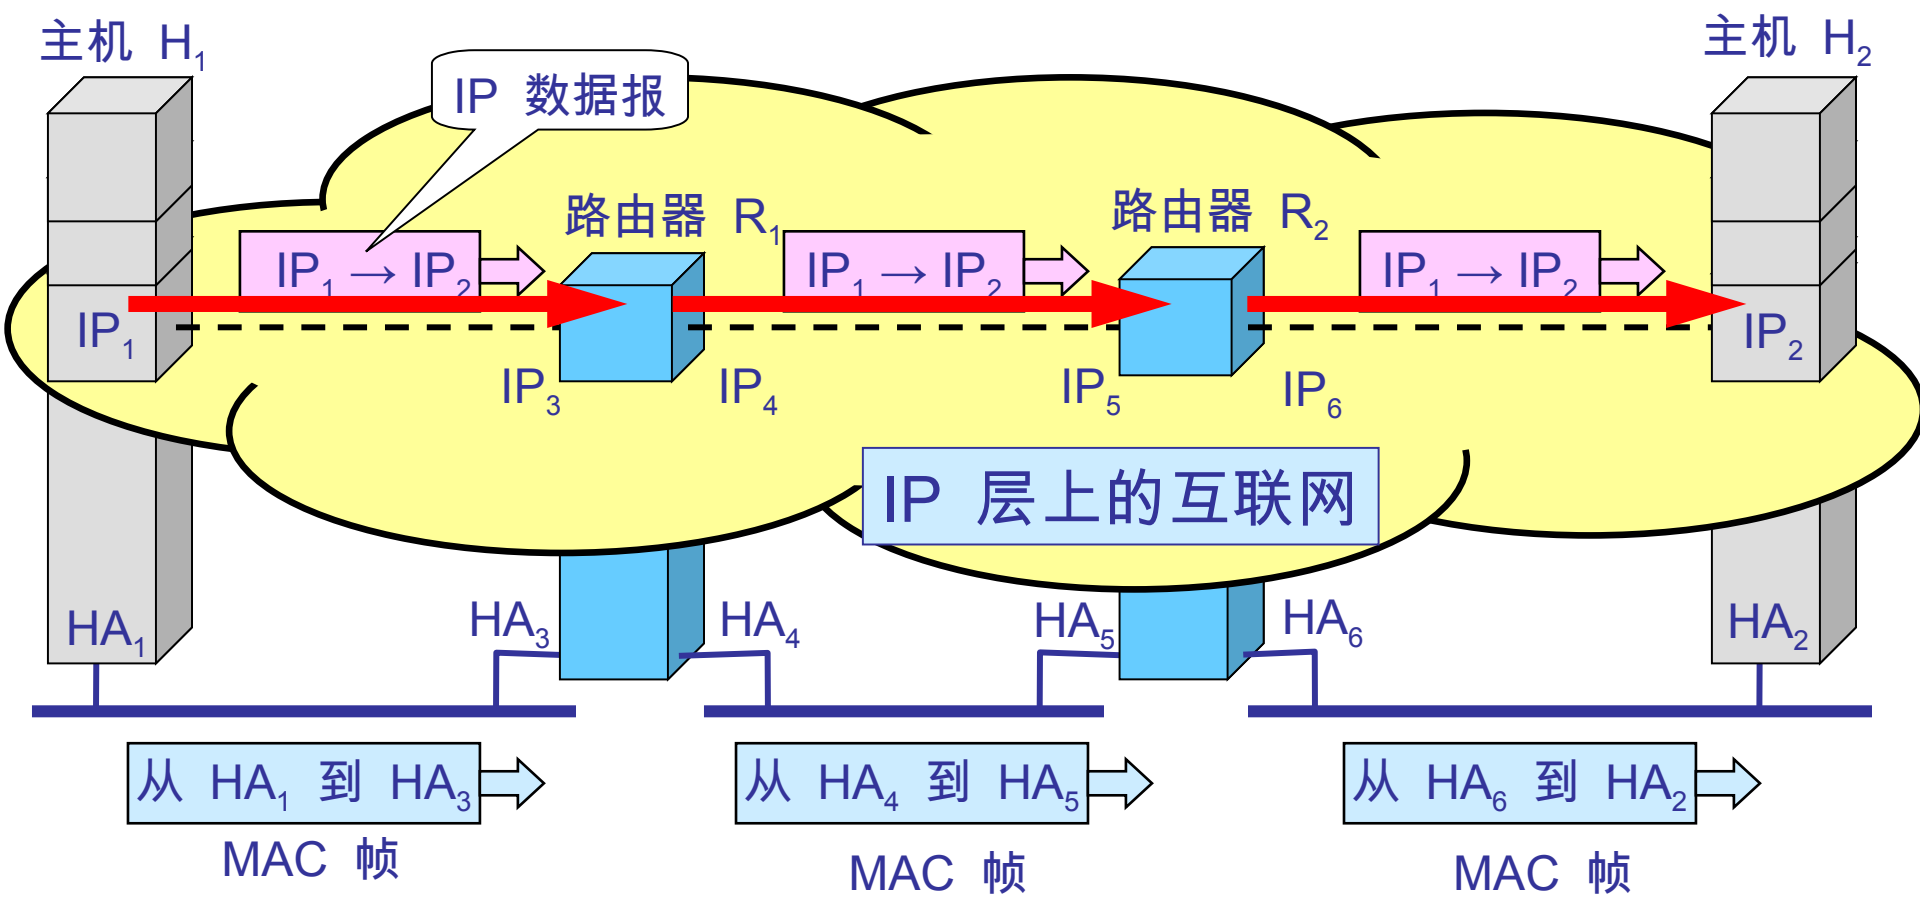 主机 H₁
主机 H₂
IP 数据报
路由器 R₁
路由器 R₂
IP₁ → IP₂
IP₁ → IP₂
IP₁ → IP₂
IP₁
IP₂
IP₃
IP₄
IP₅
IP₆
IP 层上的互联网
HA₁
HA₃
HA₄
HA₅
HA₆
HA₂
从 HA₁ 到 HA₃
从 HA₄ 到 HA₅
从 HA₆ 到 HA₂
MAC 帧
MAC 帧
MAC 帧